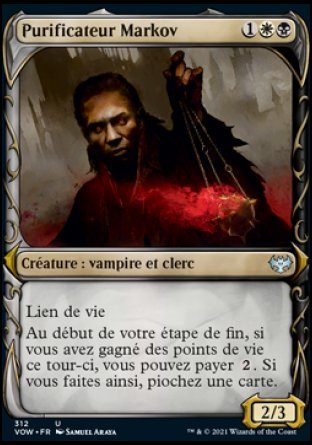 Purificateur Markov 1
Créature : vampire et clerc
Lien de vie
Au début de votre étape de fin, si
vous avez gagné des points de vie
ce tour-ci, vous pouvez payer 2. Si
vous faites ainsi, piochez une carte.
312 U
VOW • FR SAMUEL ARAYA
™ & © 2021 Wizards of the Coast
2/3